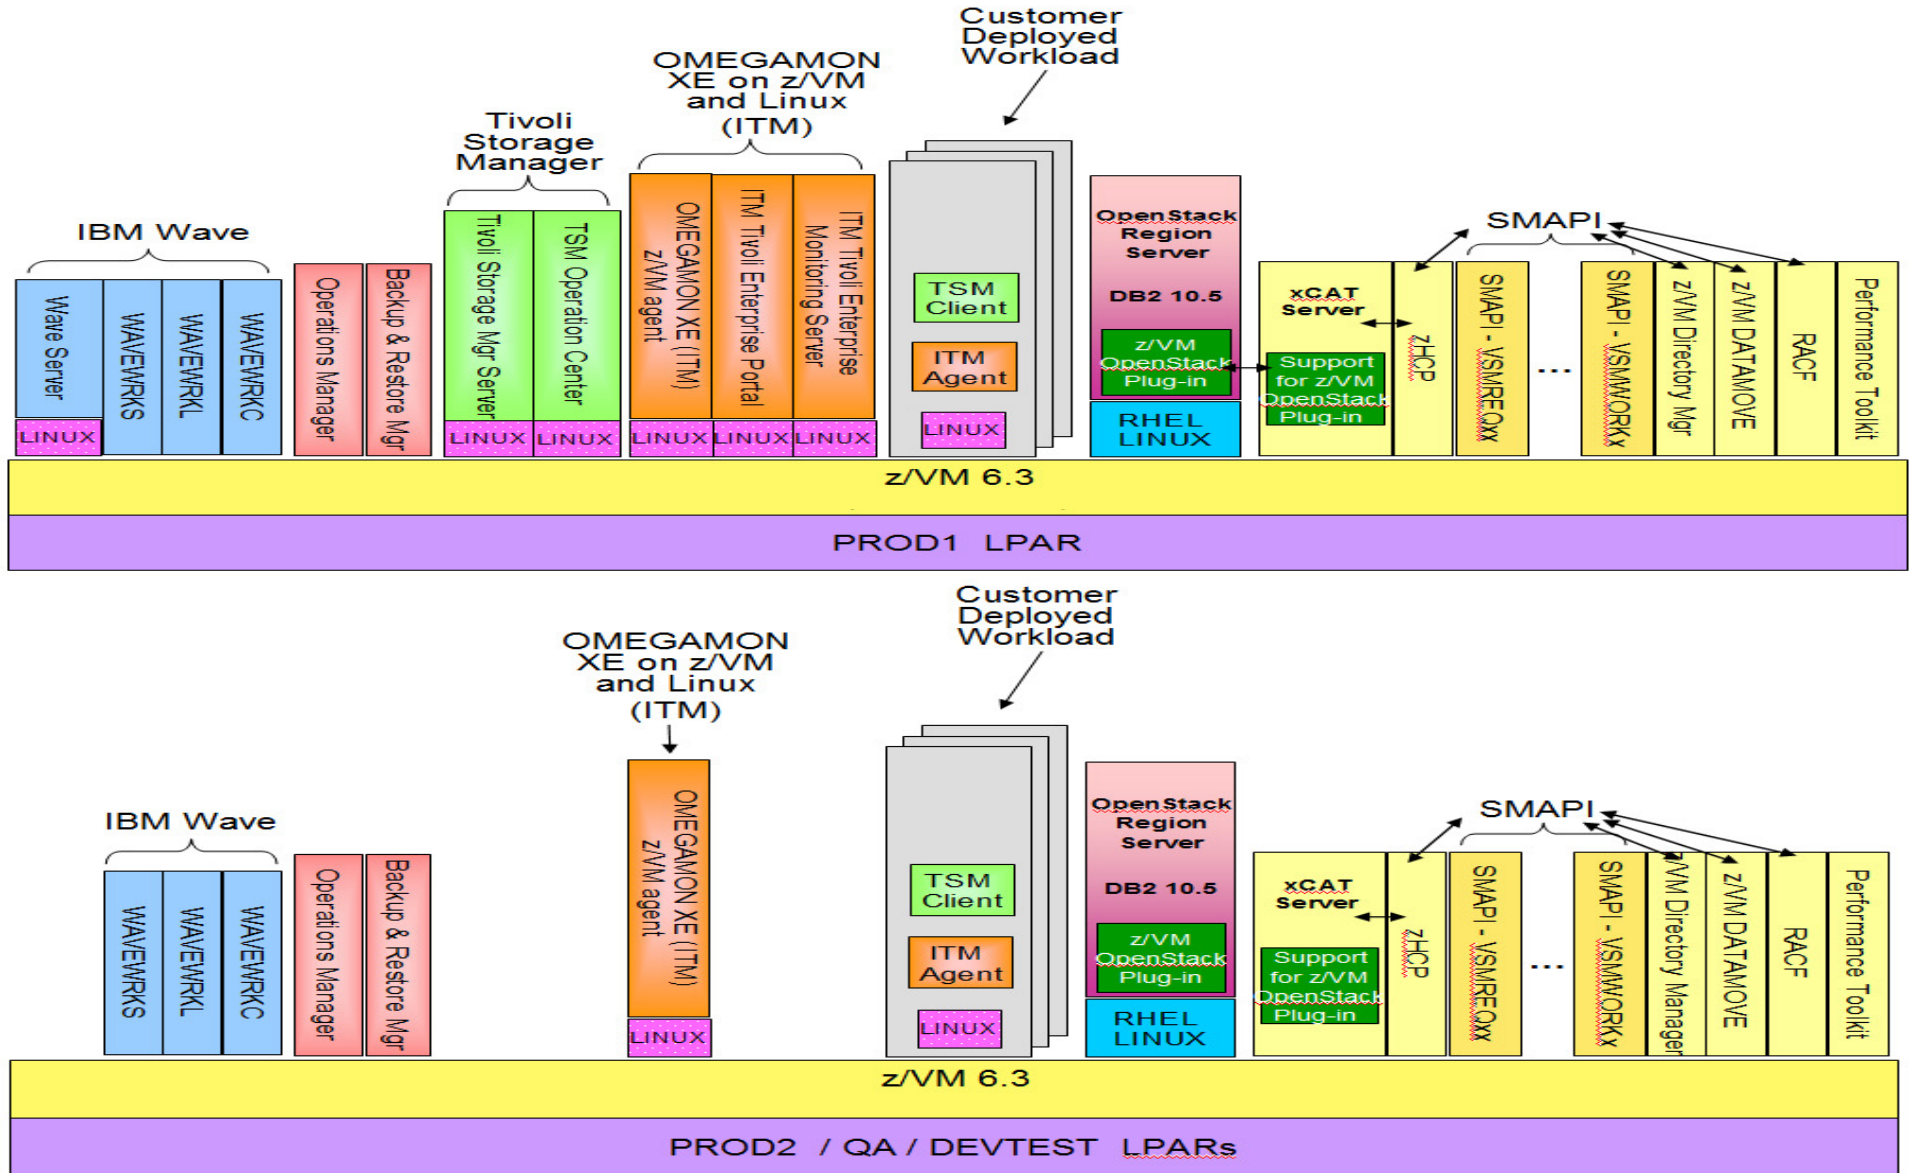 Customer
Deployed
Workload
OMEGAMON
XE on z/VM
and Linux
(ITM)
Tivoli
Storage
Manager
IBM Wave
SMAPI
Wave Server
LINUX
WAVEWRKS
WAVEWRKL
WAVEWRKC
Operations Manager
Backup & Restore Mgr
Tivoli Storage Mgr Server
LINUX
TSM Operation Center
LINUX
OMEGAMON XE (ITM)
z/VM agent
LINUX
ITM Tivoli Enterprise Portal
LINUX
ITM Tivoli Enterprise
Monitoring Server
LINUX
TSM
Client
ITM
Agent
LINUX
OpenStack
Region
Server
DB2 10.5
z/VM
OpenStack
Plug-in
RHEL
LINUX
xCAT
Server
Support
for z/VM
OpenStack
Plug-in
zHCP
SMAPI - VSMREQxx
...
SMAPI - VSMWORKx
z/VM Directory Mgr
z/VM DATAMOVE
RACF
Performance Toolkit
z/VM 6.3
PROD1 LPAR
Customer
Deployed
Workload
OMEGAMON
XE on z/VM
and Linux
(ITM)
IBM Wave
SMAPI
WAVEWRKS
WAVEWRKL
WAVEWRKC
Operations Manager
Backup & Restore Mgr
OMEGAMON XE (ITM)
z/VM agent
LINUX
TSM
Client
ITM
Agent
LINUX
OpenStack
Region
Server
DB2 10.5
z/VM
OpenStack
Plug-in
RHEL
LINUX
xCAT
Server
Support
for z/VM
OpenStack
Plug-in
zHCP
SMAPI - VSMREQxx
...
SMAPI - VSMWORKx
z/VM Directory Manager
z/VM DATAMOVE
RACF
Performance Toolkit
z/VM 6.3
PROD2 / QA / DEVTEST LPARs